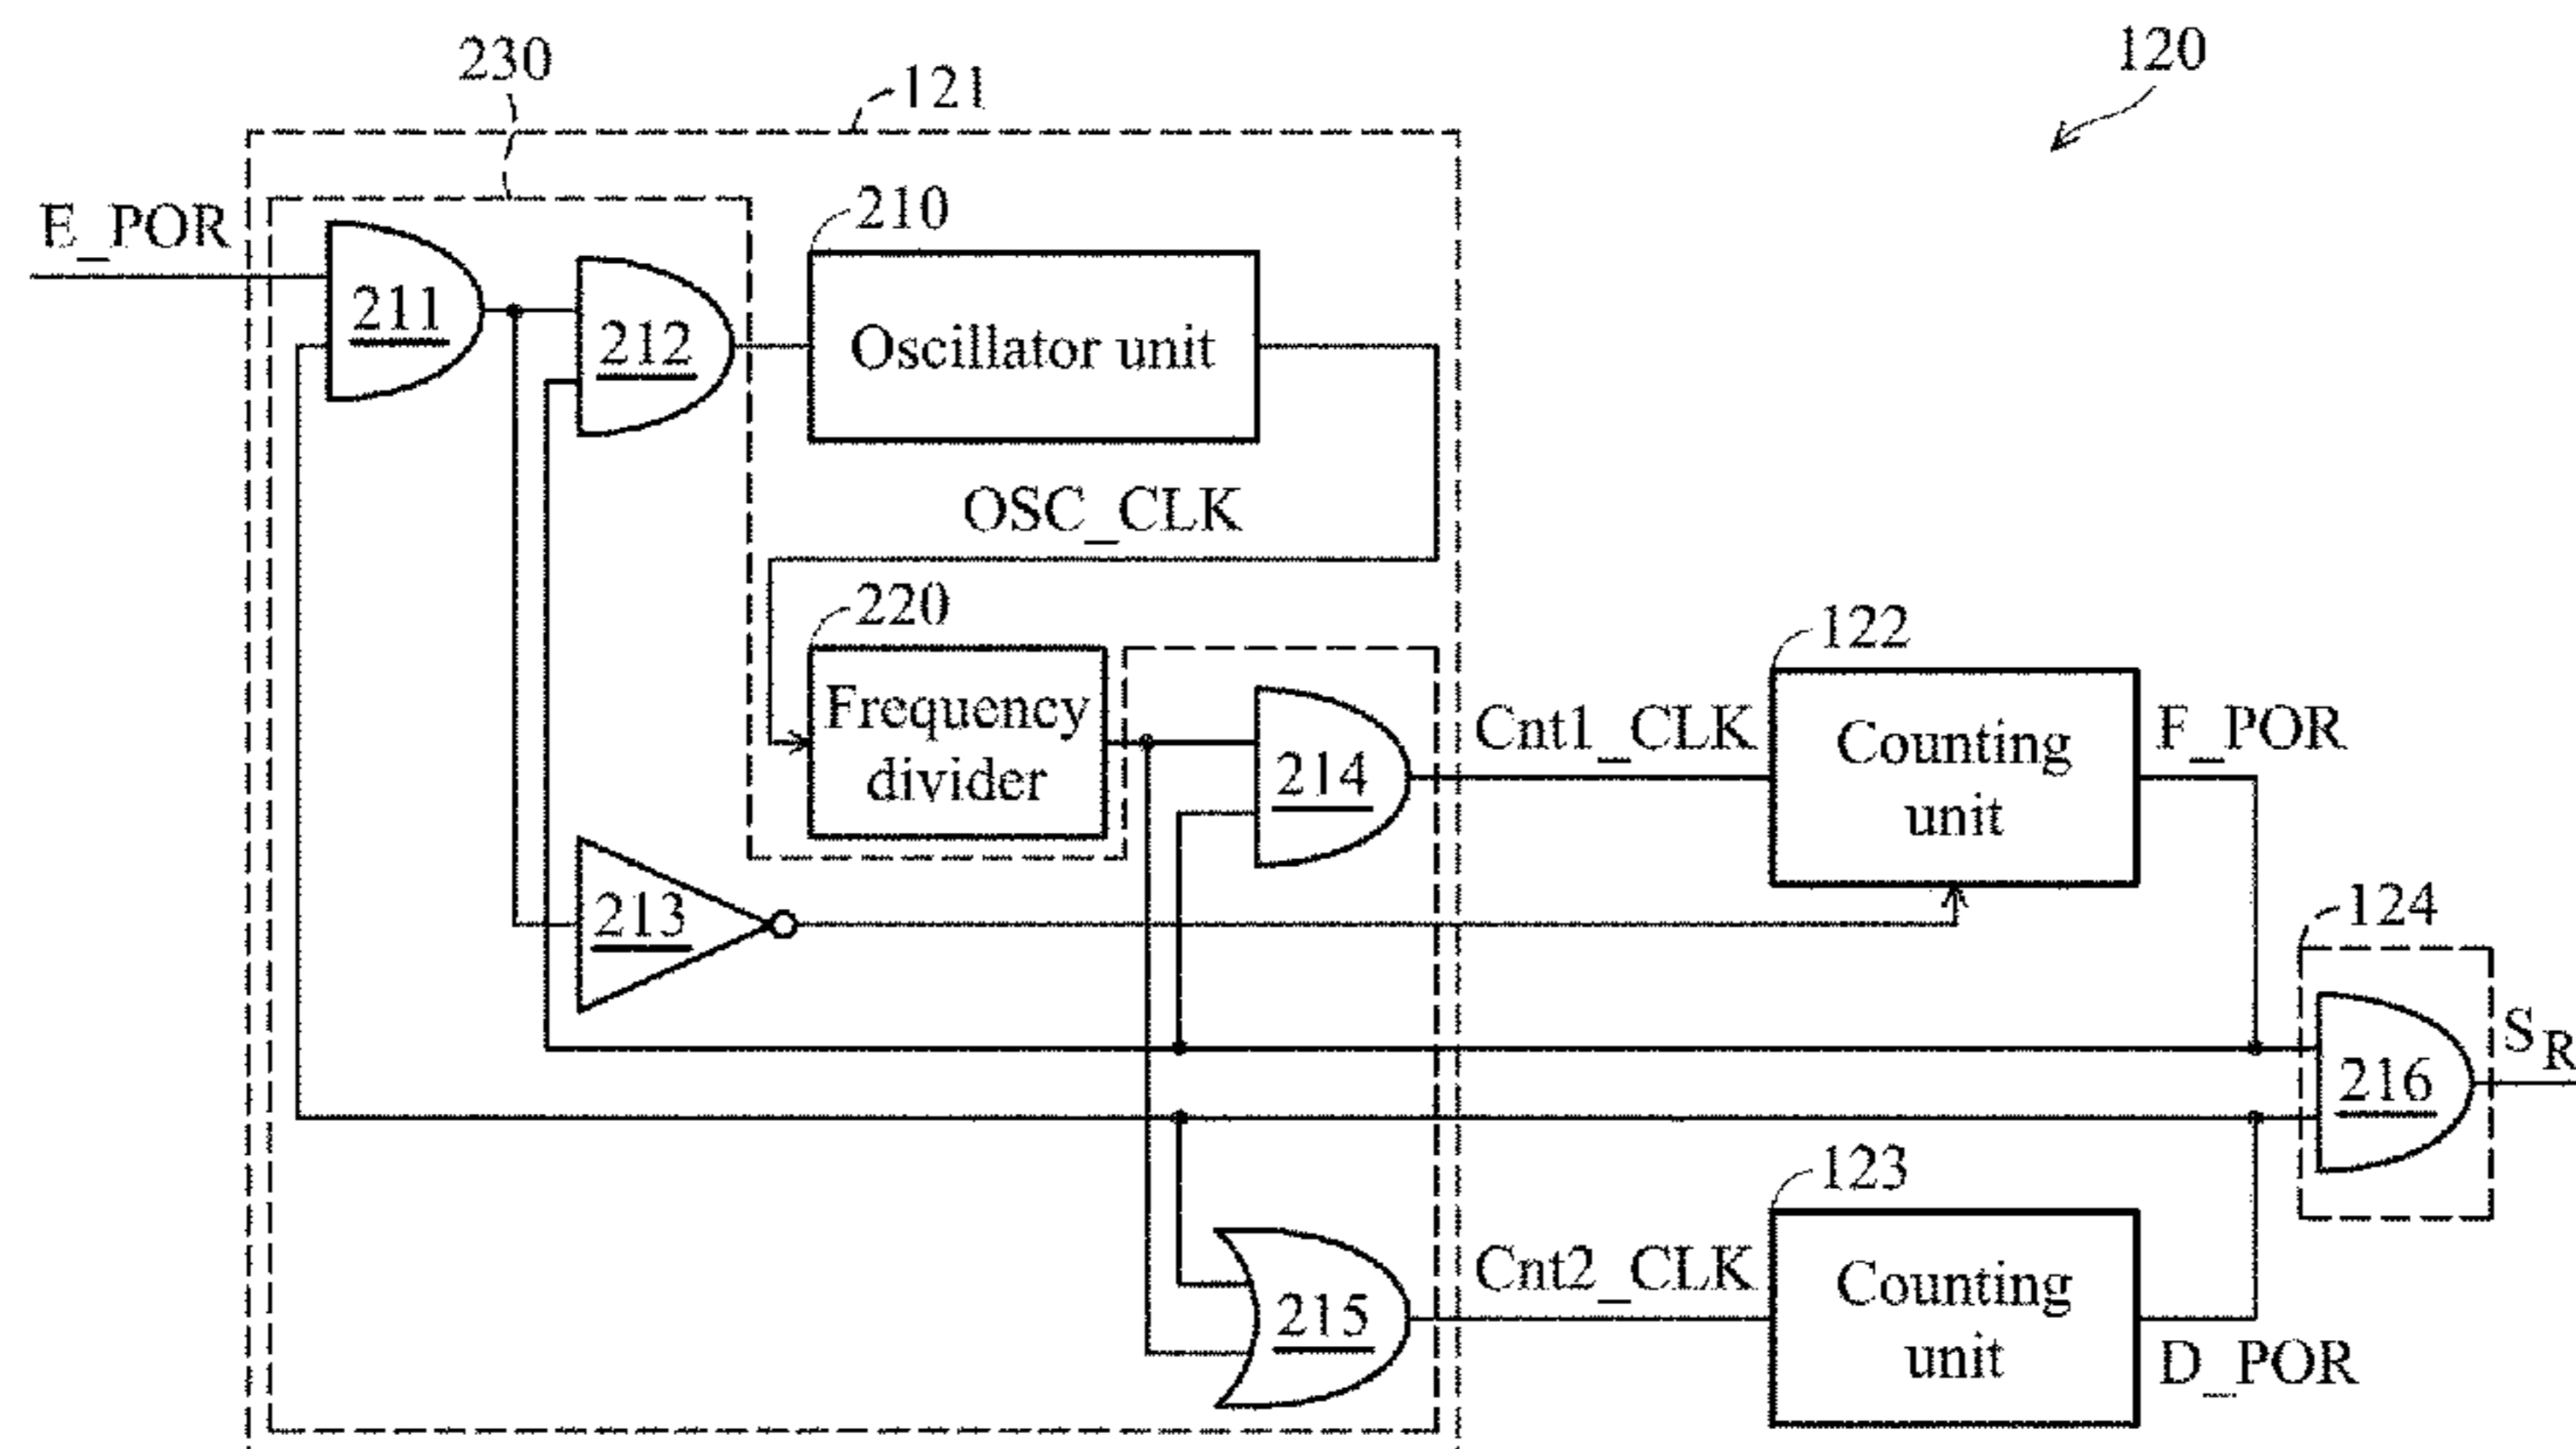 120
230
121
E_POR
210
211
212
Oscillator unit
OSC_CLK
220
Frequency
divider
122
Cnt1_CLK
Counting
unit
F_POR
214
213
124
216
S_R
123
215
Cnt2_CLK
Counting
unit
D_POR